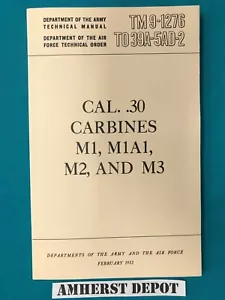 DEPARTMENT OF THE ARMY
TECHNICAL MANUAL
TM 9-1276
DEPARTMENT OF THE AIR
FORCE TECHNICAL ORDER
TO 39A-5AD-2
CAL. .30
CARBINES
M1, M1A1,
M2, AND M3
DEPARTMENTS OF THE ARMY AND THE AIR FORCE
FEBRUARY 1953
AMHERST DEPOT